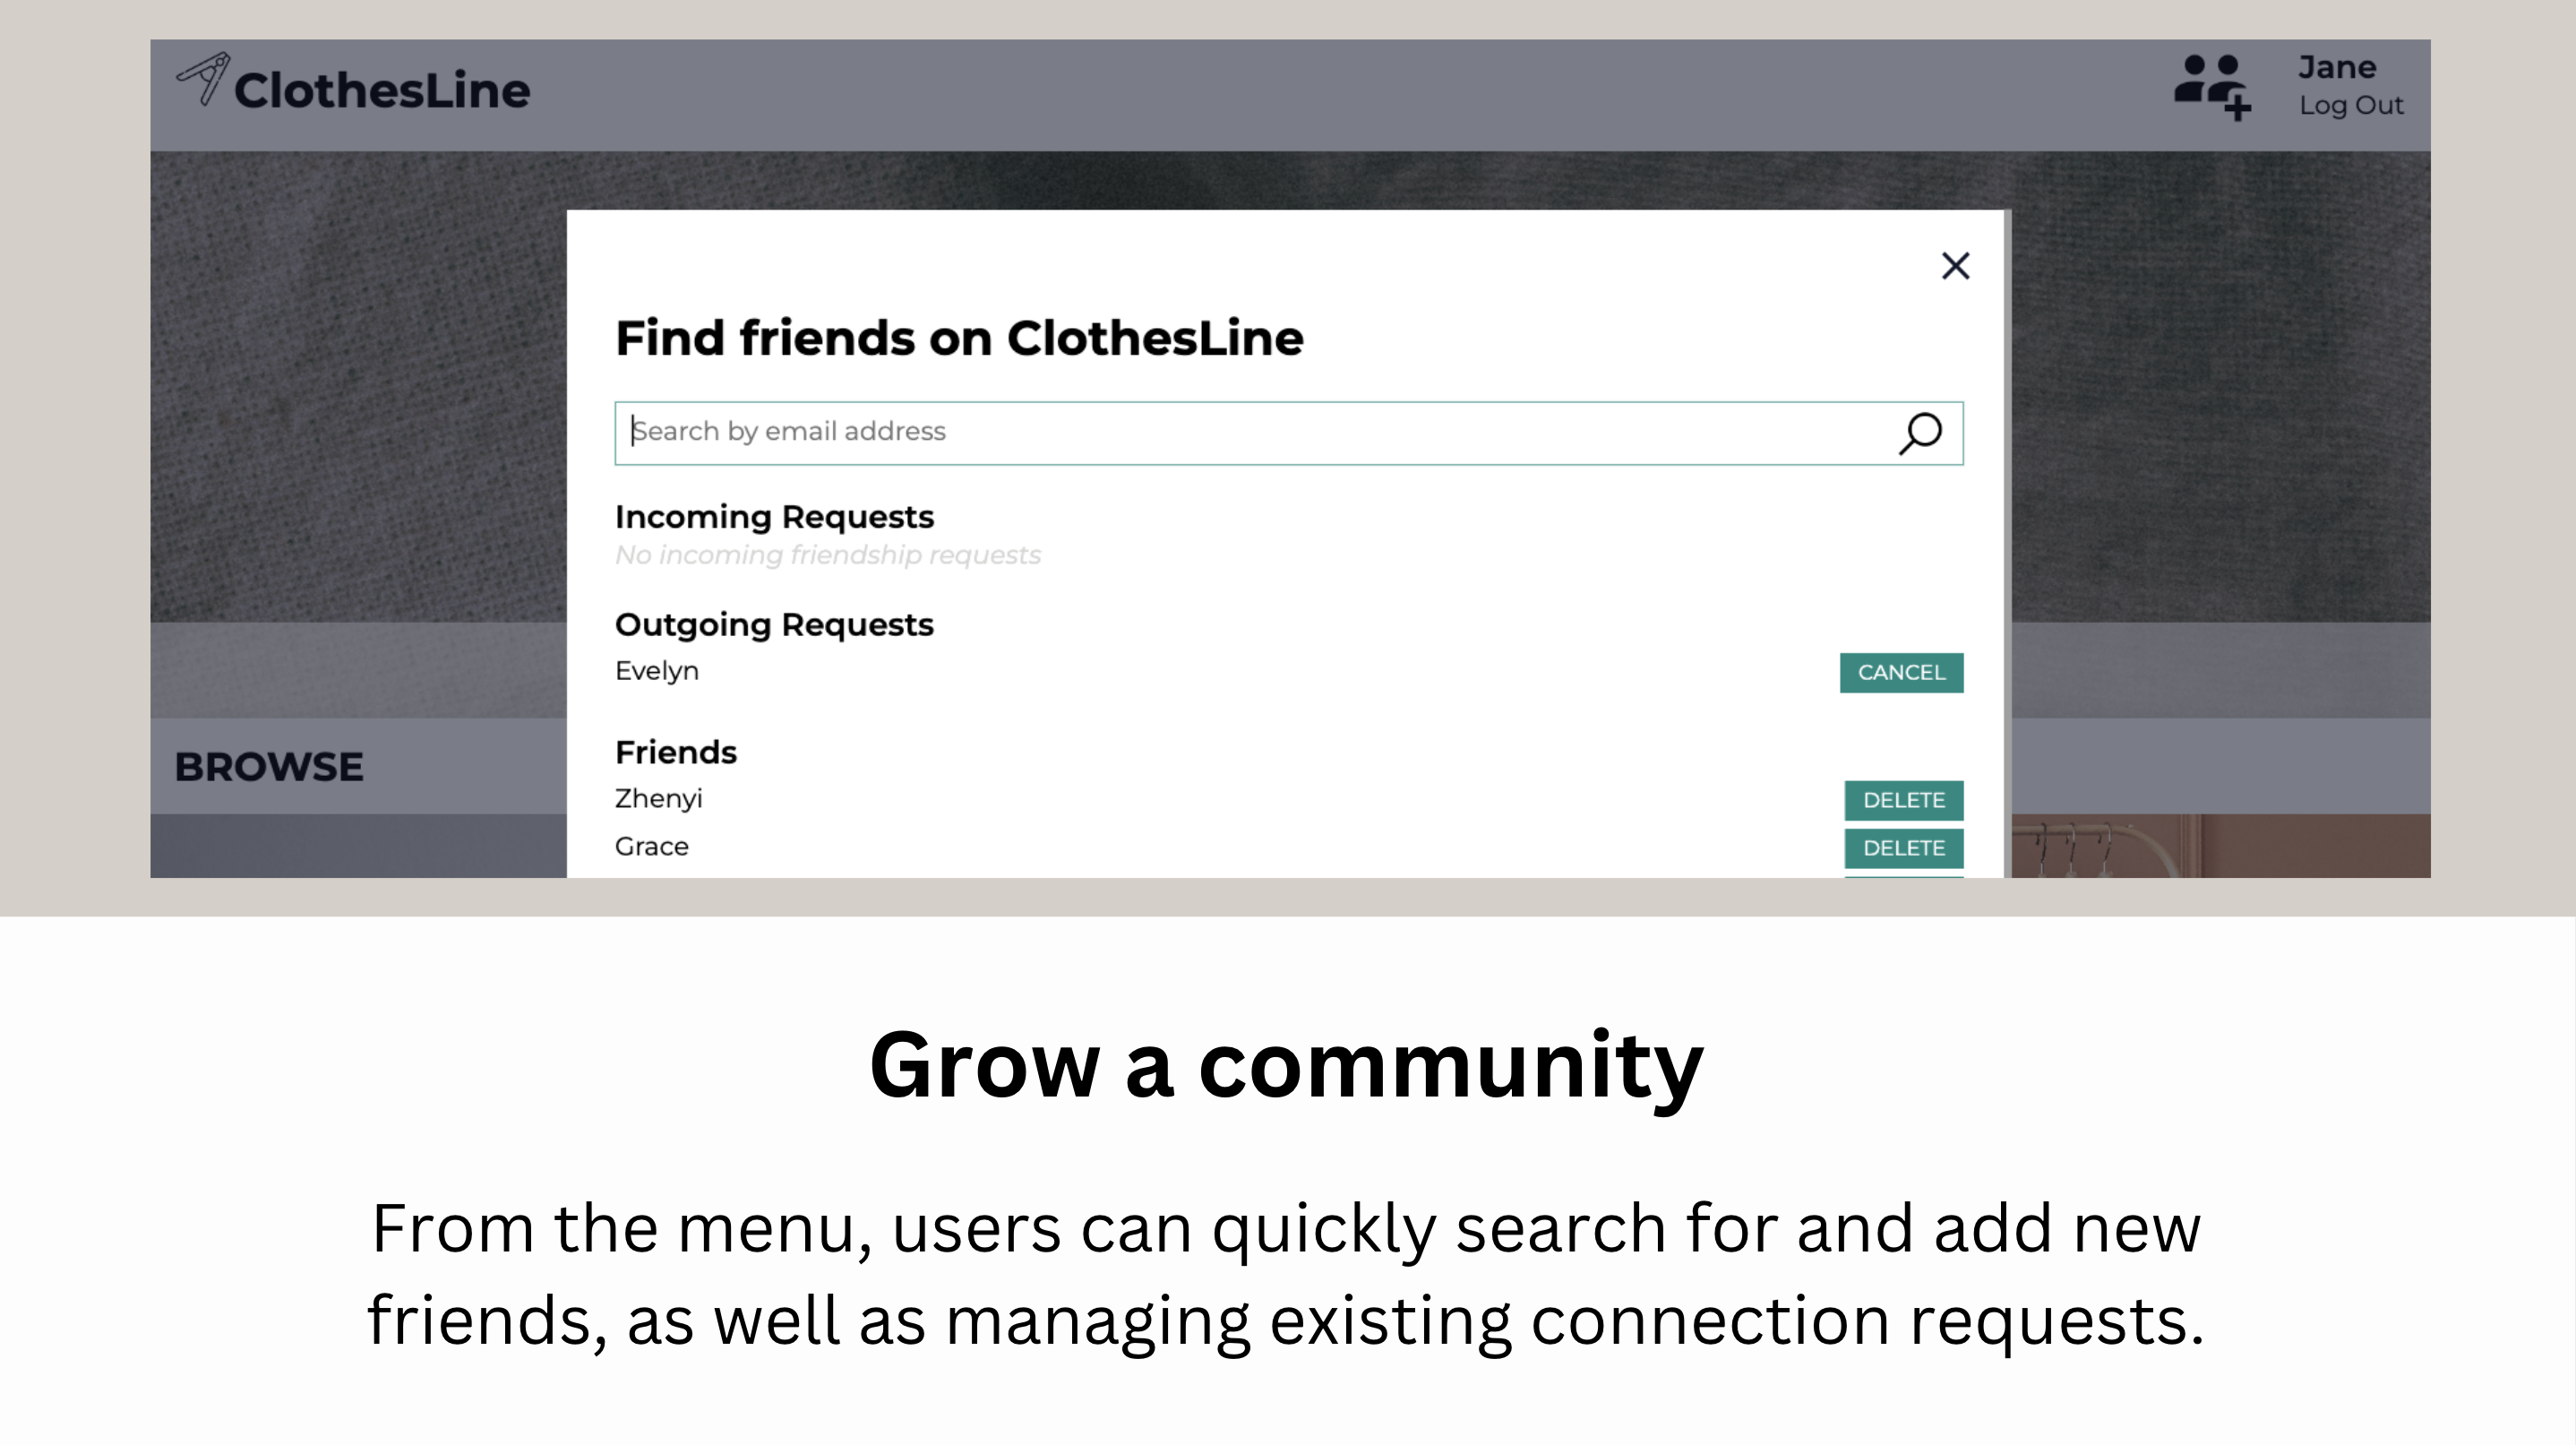 ClothesLine
Jane
Log Out
Find friends on ClothesLine
Search by email address
Incoming Requests
No incoming friendship requests
Outgoing Requests
Evelyn
CANCEL
BROWSE
Friends
Zhenyi
DELETE
Grace
DELETE
Grow a community
From the menu, users can quickly search for and add new
friends, as well as managing existing connection requests.